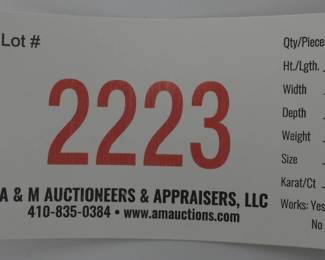 Lot #
2223
A & M AUCTIONEERS & APPRAISERS, LLC
410-835-0384 • www.amauctions.com
Qty/Piece
Ht./Lgth.
Width
Depth
Weight
Size
Karat/Ct
Works: Yes
No